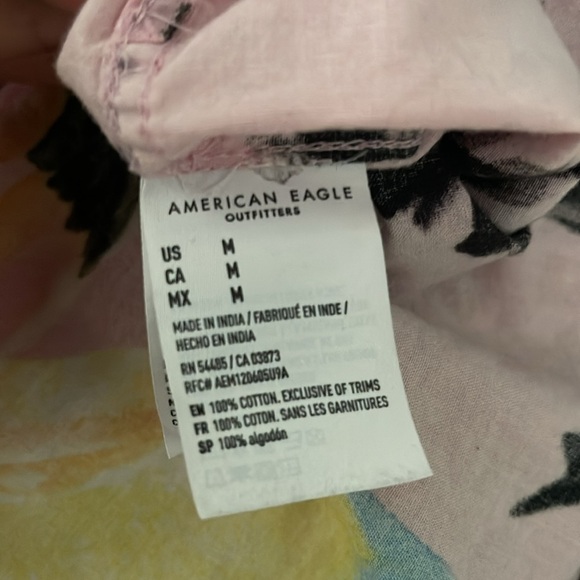 AMERICAN EAGLE
OUTFITTERS
US M
CA M
MX M
MADE IN INDIA / FABRIQUÉ EN INDE /
HECHO EN INDIA
RN 54485 / CA 03873
RFC# AEM120605U9A
EN 100% COTTON. EXCLUSIVE OF TRIMS
FR 100% COTON. SANS LES GARNITURES
SP 100% algodón